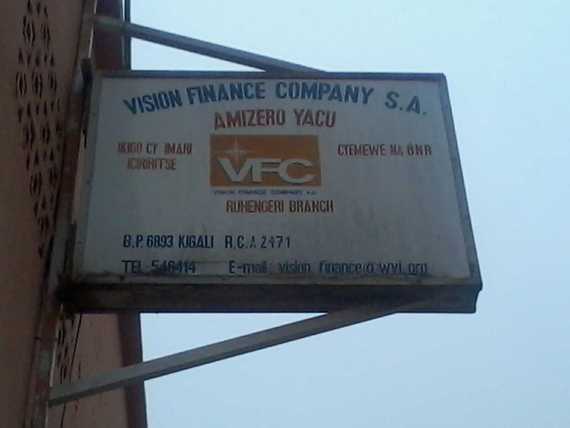 VISION FINANCE COMPANY S.A.
AMIZERO YACU
IKIGO CY IMARI
ICIRIRITSE
CYEMEWE NA BNR
VFC
VISION FINANCE COMPANY s.a
RUHENGERI BRANCH
B.P. 6893 KIGALI R.C.A 2471
TEL 546414 E-mail: vision_finance@wvi.org